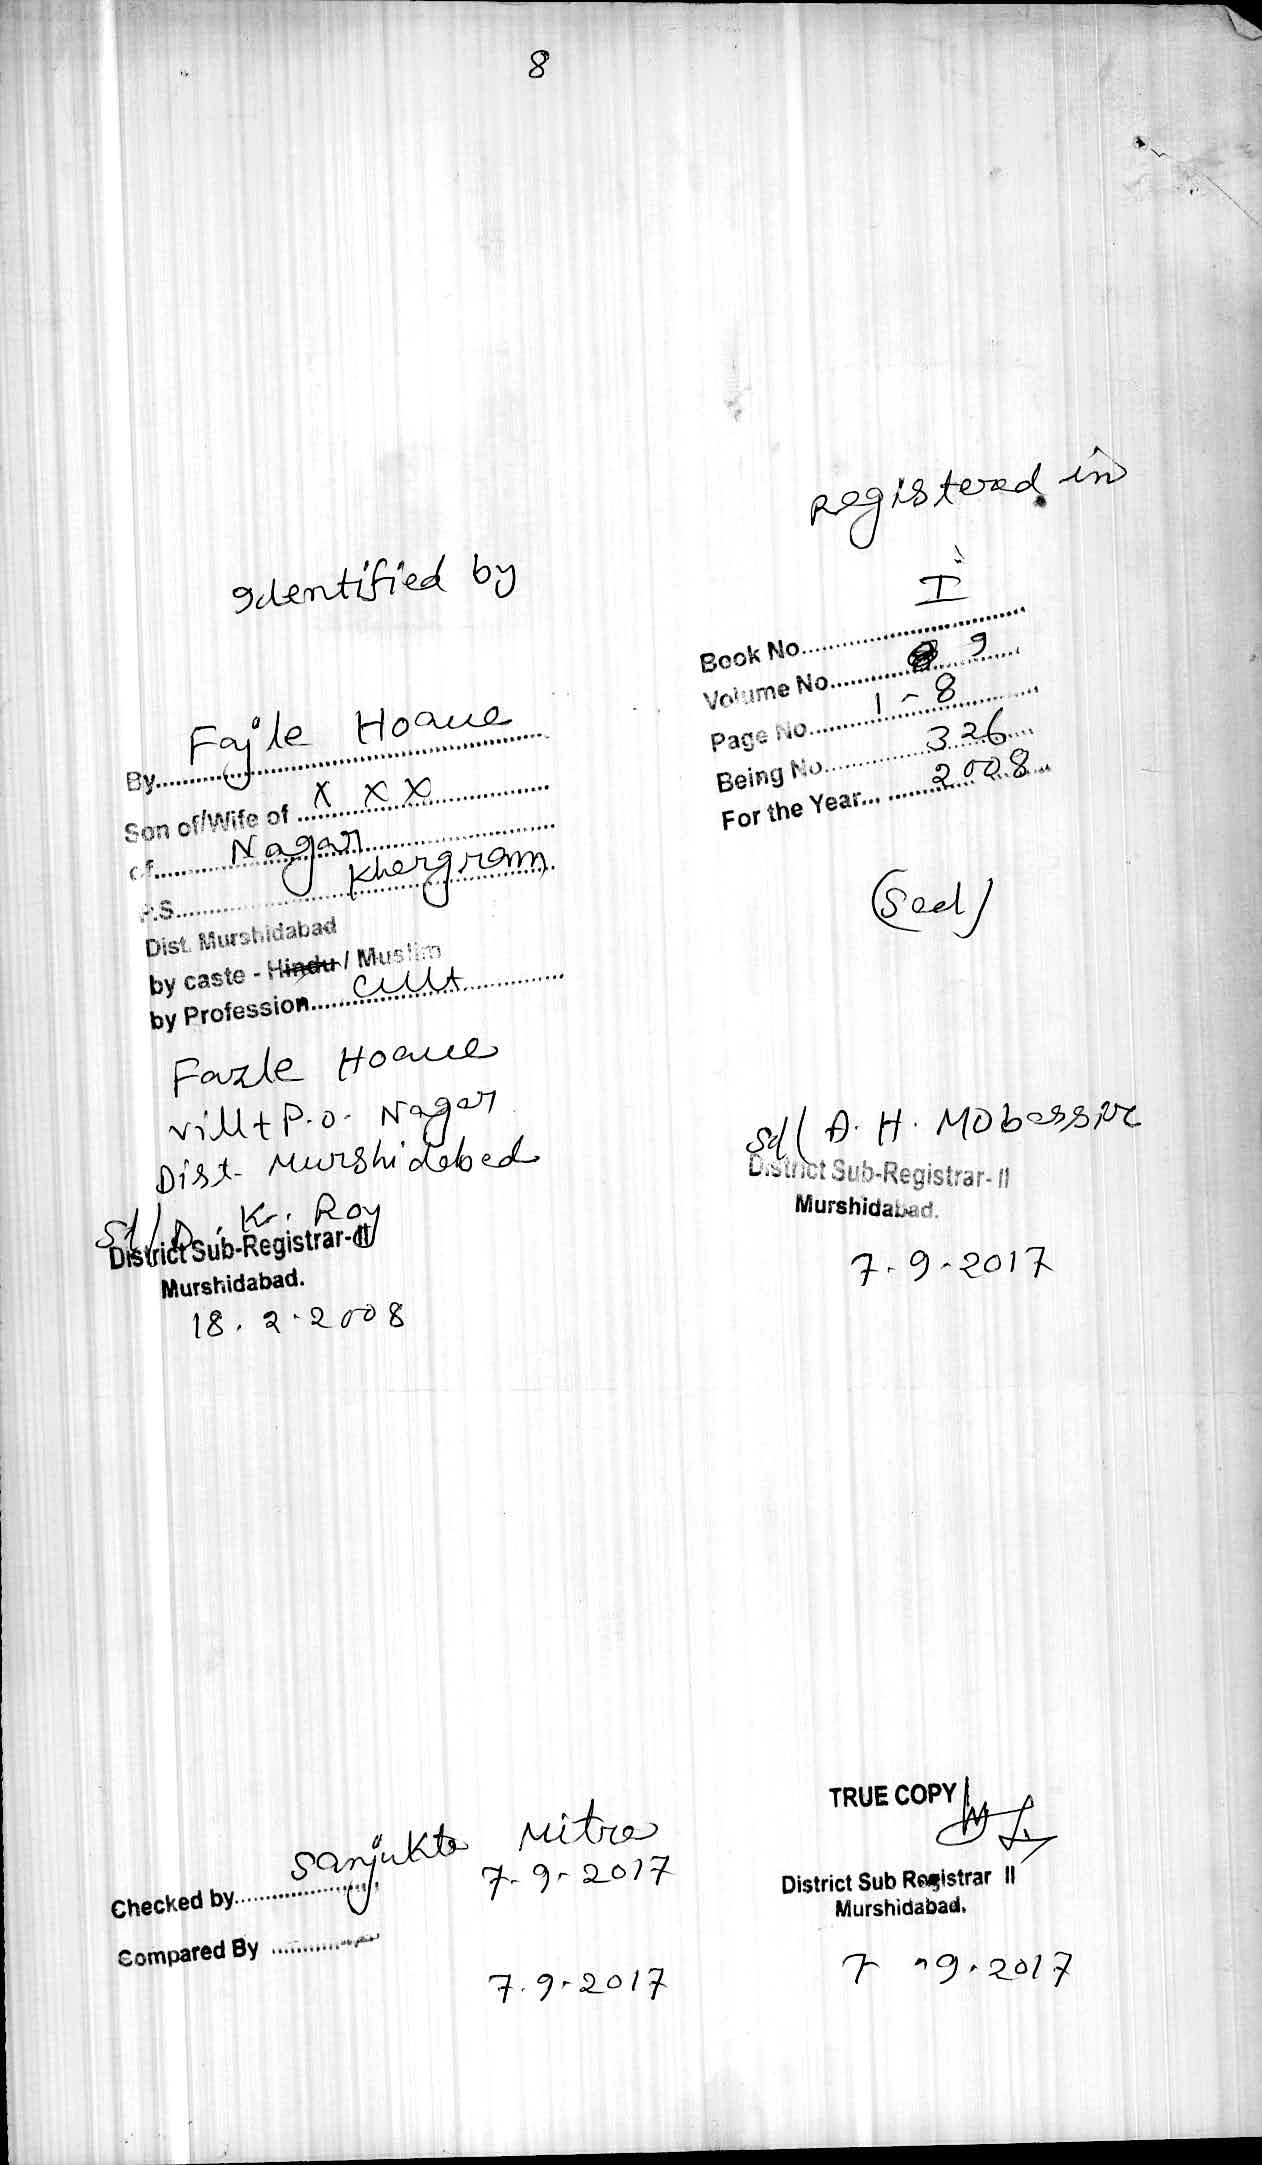 8
Identified by
By Fajle Hoque
Son of/Wife of X X X
of Nagar
P.S. Khergram
Dist. Murshidabad
by caste - Hindu / Muslim
by Profession Cult
Fazle Hoque
Vill + P.O. Nagar
Dist - Murshidabad
Sd/ D. Kr. Roy
District Sub-Registrar-II
Murshidabad.
18.2.2008
Registered in
Book No. I
Volume No. 9
Page No. 1-8
Being No. 326
For the Year 2008
(Seal)
Sd/ A. H. Mobassir
District Sub-Registrar-II
Murshidabad.
7-9-2017
Checked by Sanjukta Mitra
7-9-2017
Compared By
7.9.2017
TRUE COPY
District Sub Registrar II
Murshidabad.
7-9-2017